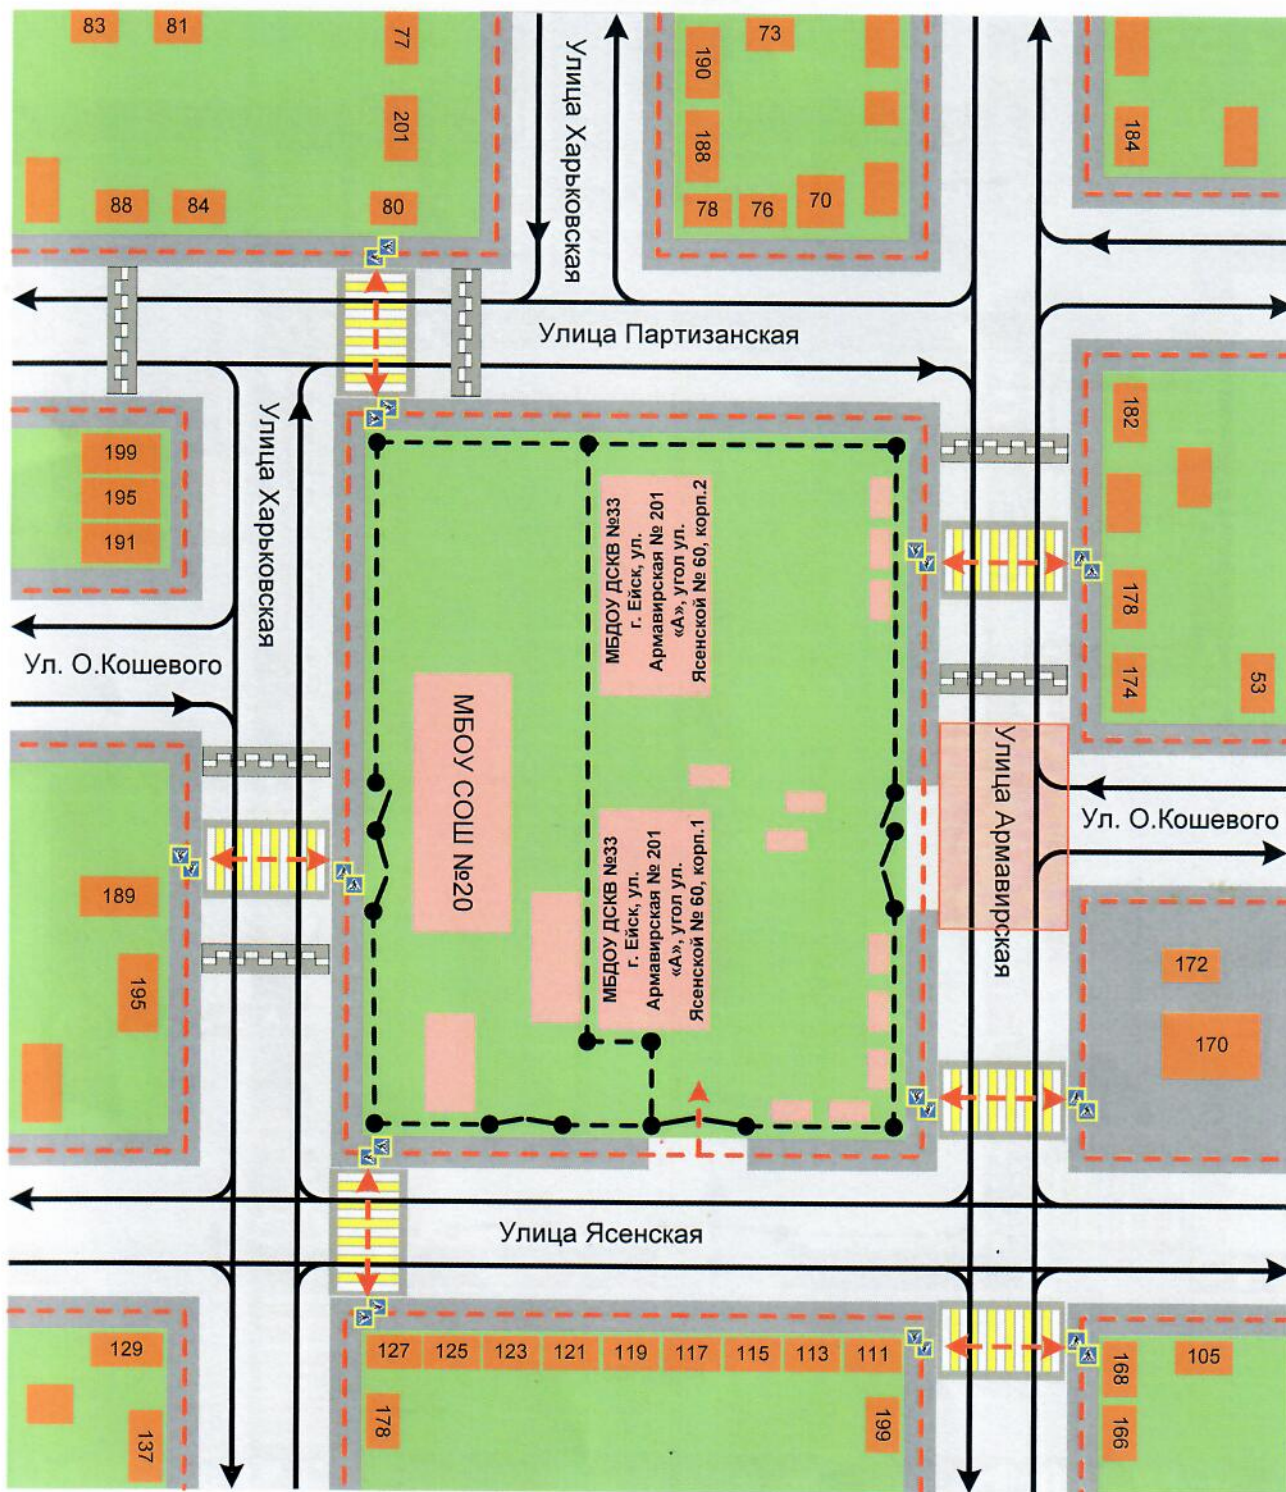 83
81
77
201
88
84
80
Улица Харьковская
190
73
188
78
76
70
184
Улица Партизанская
199
195
191
Улица Харьковская
182
178
174
53
МБДОУ ДСКВ №33
г. Ейск, ул.
Армавирская № 201
«А», угол ул.
Ясенской № 60, корп.2
Ул. О.Кошевого
МБОУ СОШ №20
МБДОУ ДСКВ №33
г. Ейск, ул.
Армавирская № 201
«А», угол ул.
Ясенской № 60, корп.1
Улица Армавирская
Ул. О.Кошевого
189
195
172
170
Улица Ясенская
129
137
127
125
123
121
119
117
115
113
111
178
199
168
105
166